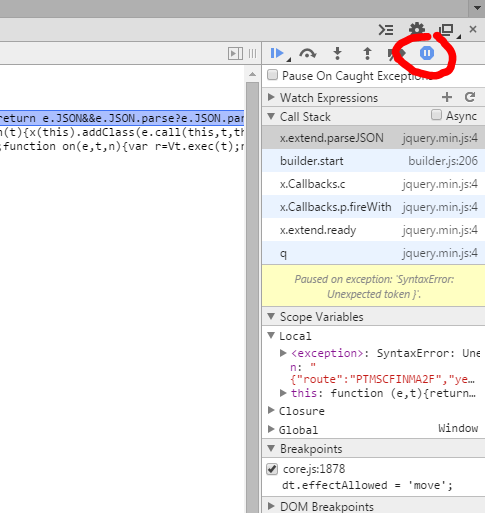 Pause On Caught Exceptions
return e.JSON&&e.JSON.parse?e.JSON.p
Watch Expressions
n(t){x(this).addClass(e.call(this,t,th
Call Stack Async
;function on(e,t,n){var r=Vt.exec(t);r
x.extend.parseJSON jquery.min.js:4
builder.start builder.js:206
x.Callbacks.c jquery.min.js:4
x.Callbacks.p.fireWith jquery.min.js:4
x.extend.ready jquery.min.js:4
q jquery.min.js:4
Paused on exception: 'SyntaxError:
Unexpected token }'.
Scope Variables
Local
<exception>: SyntaxError: Une
n: "
{"route":"PTMSCFINMA2F","ye
this: function (e,t){return
Closure
Global Window
Breakpoints
core.js:1878
dt.effectAllowed = 'move';
DOM Breakpoints